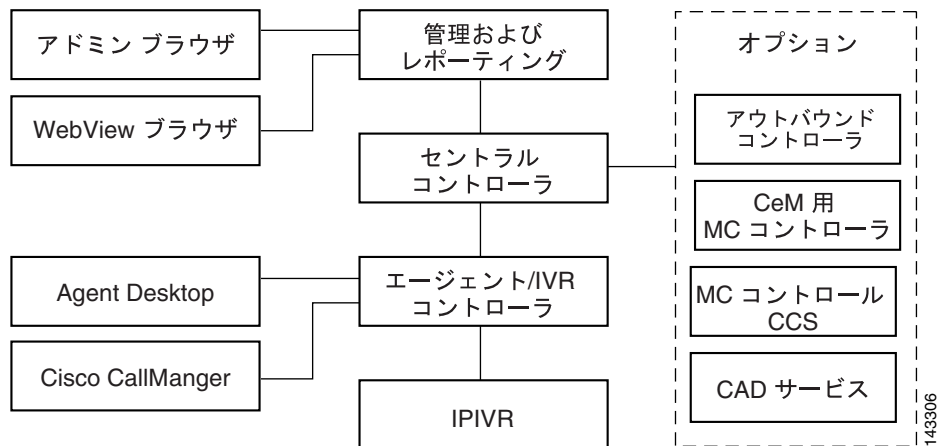 アドミン ブラウザ
WebView ブラウザ
管理および
レポーティング
セントラル
コントローラ
Agent Desktop
Cisco CallManger
エージェント/IVR
コントローラ
IPIVR
オプション
アウトバウンド
コントローラ
CeM 用
MC コントローラ
MC コントロール
CCS
CAD サービス
143306